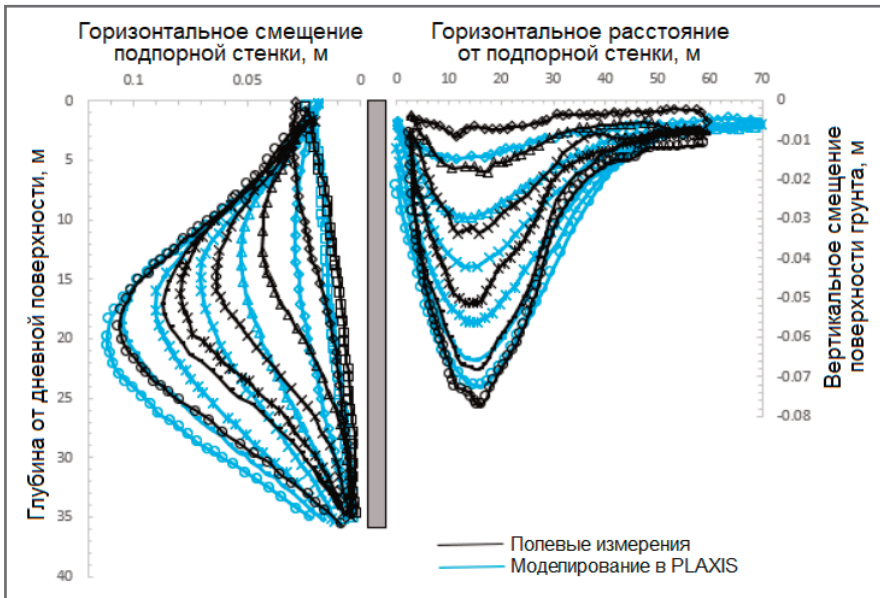 Горизонтальное смещение
подпорной стенки, м
Горизонтальное расстояние
от подпорной стенки, м
0.1 0.05 0
0 10 20 30 40 50 60 70
Глубина от дневной поверхности, м
0
5
10
15
20
25
30
35
40
0
-0.01
-0.02
-0.03
-0.04
-0.05
-0.06
-0.07
-0.08
Вертикальное смещение
поверхности грунта, м
Полевые измерения
Моделирование в PLAXIS